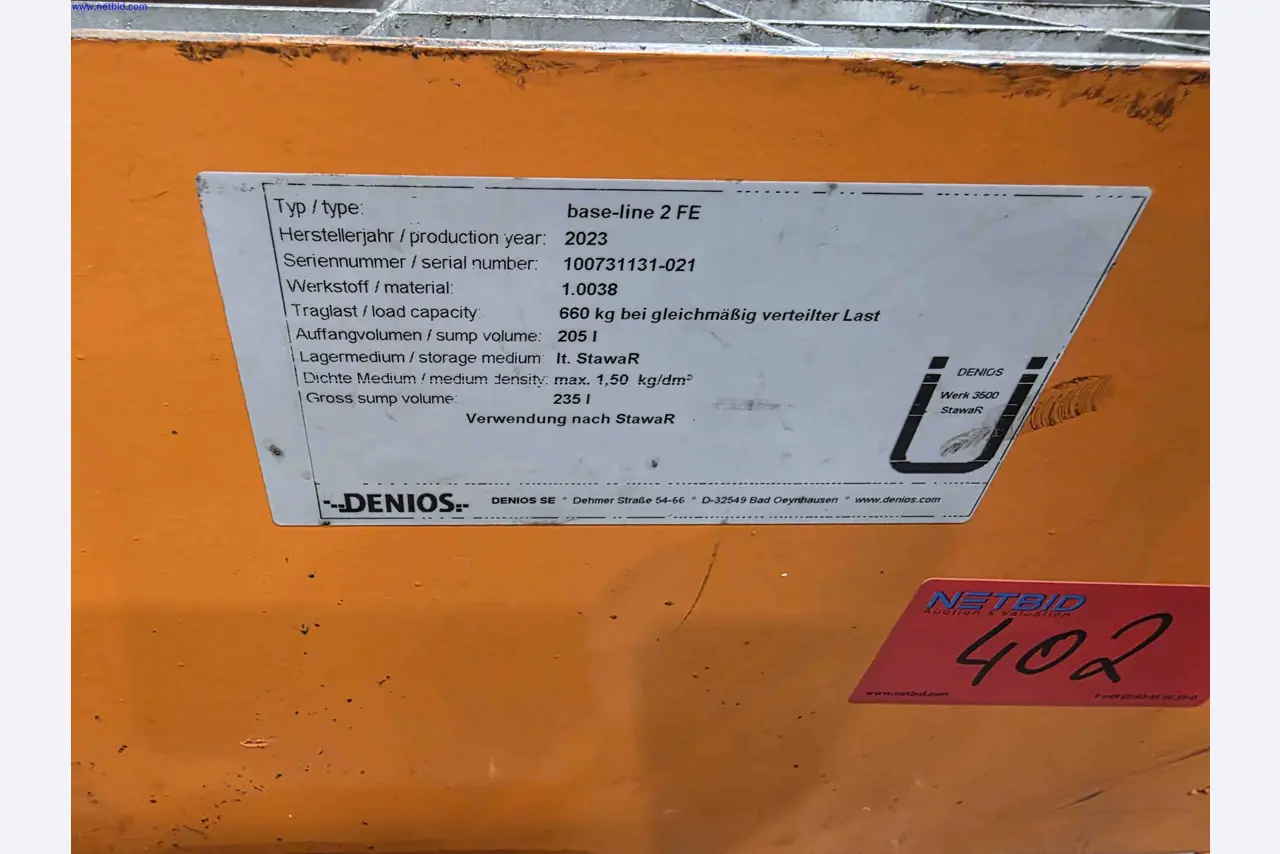 www.netbid.com
Typ / type: base-line 2 FE
Herstellerjahr / production year: 2023
Seriennummer / serial number: 100731131-021
Werkstoff / material: 1.0038
Traglast / load capacity: 660 kg bei gleichmäßig verteilter Last
Auffangvolumen / sump volume: 205 l
Lagermedium / storage medium: lt. StawaR
Dichte Medium / medium density: max. 1,50 kg/dm³
Gross sump volume: 235 l
Verwendung nach StawaR
Ü
DENIOS
Werk 3500
StawaR
DENIOS
DENIOS SE * Dehmer Straße 54-66 * D-32549 Bad Oeynhausen * www.denios.com
NETBID
Auction & Valuation
402
www.netbid.com